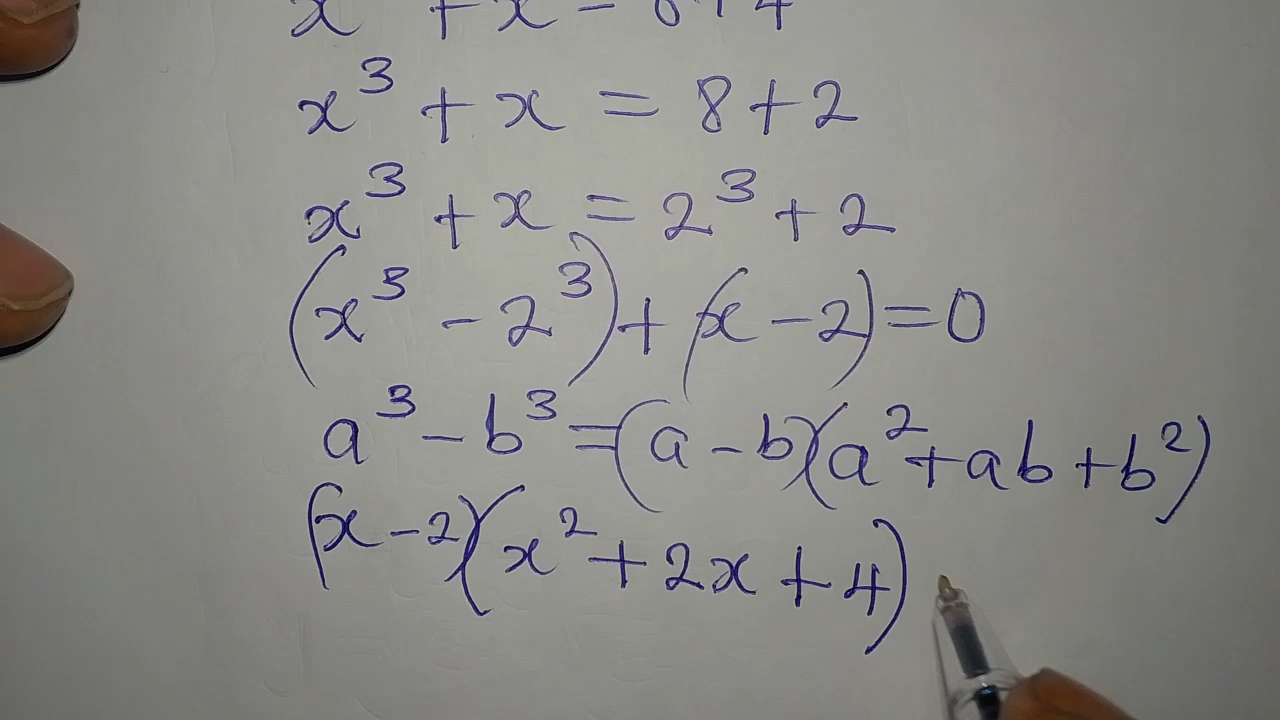 x³ + x = 8 + 2
x³ + x = 2³ + 2
(x³ - 2³) + (x - 2) = 0
a³ - b³ = (a - b)(a² + ab + b²)
(x - 2)(x² + 2x + 4)